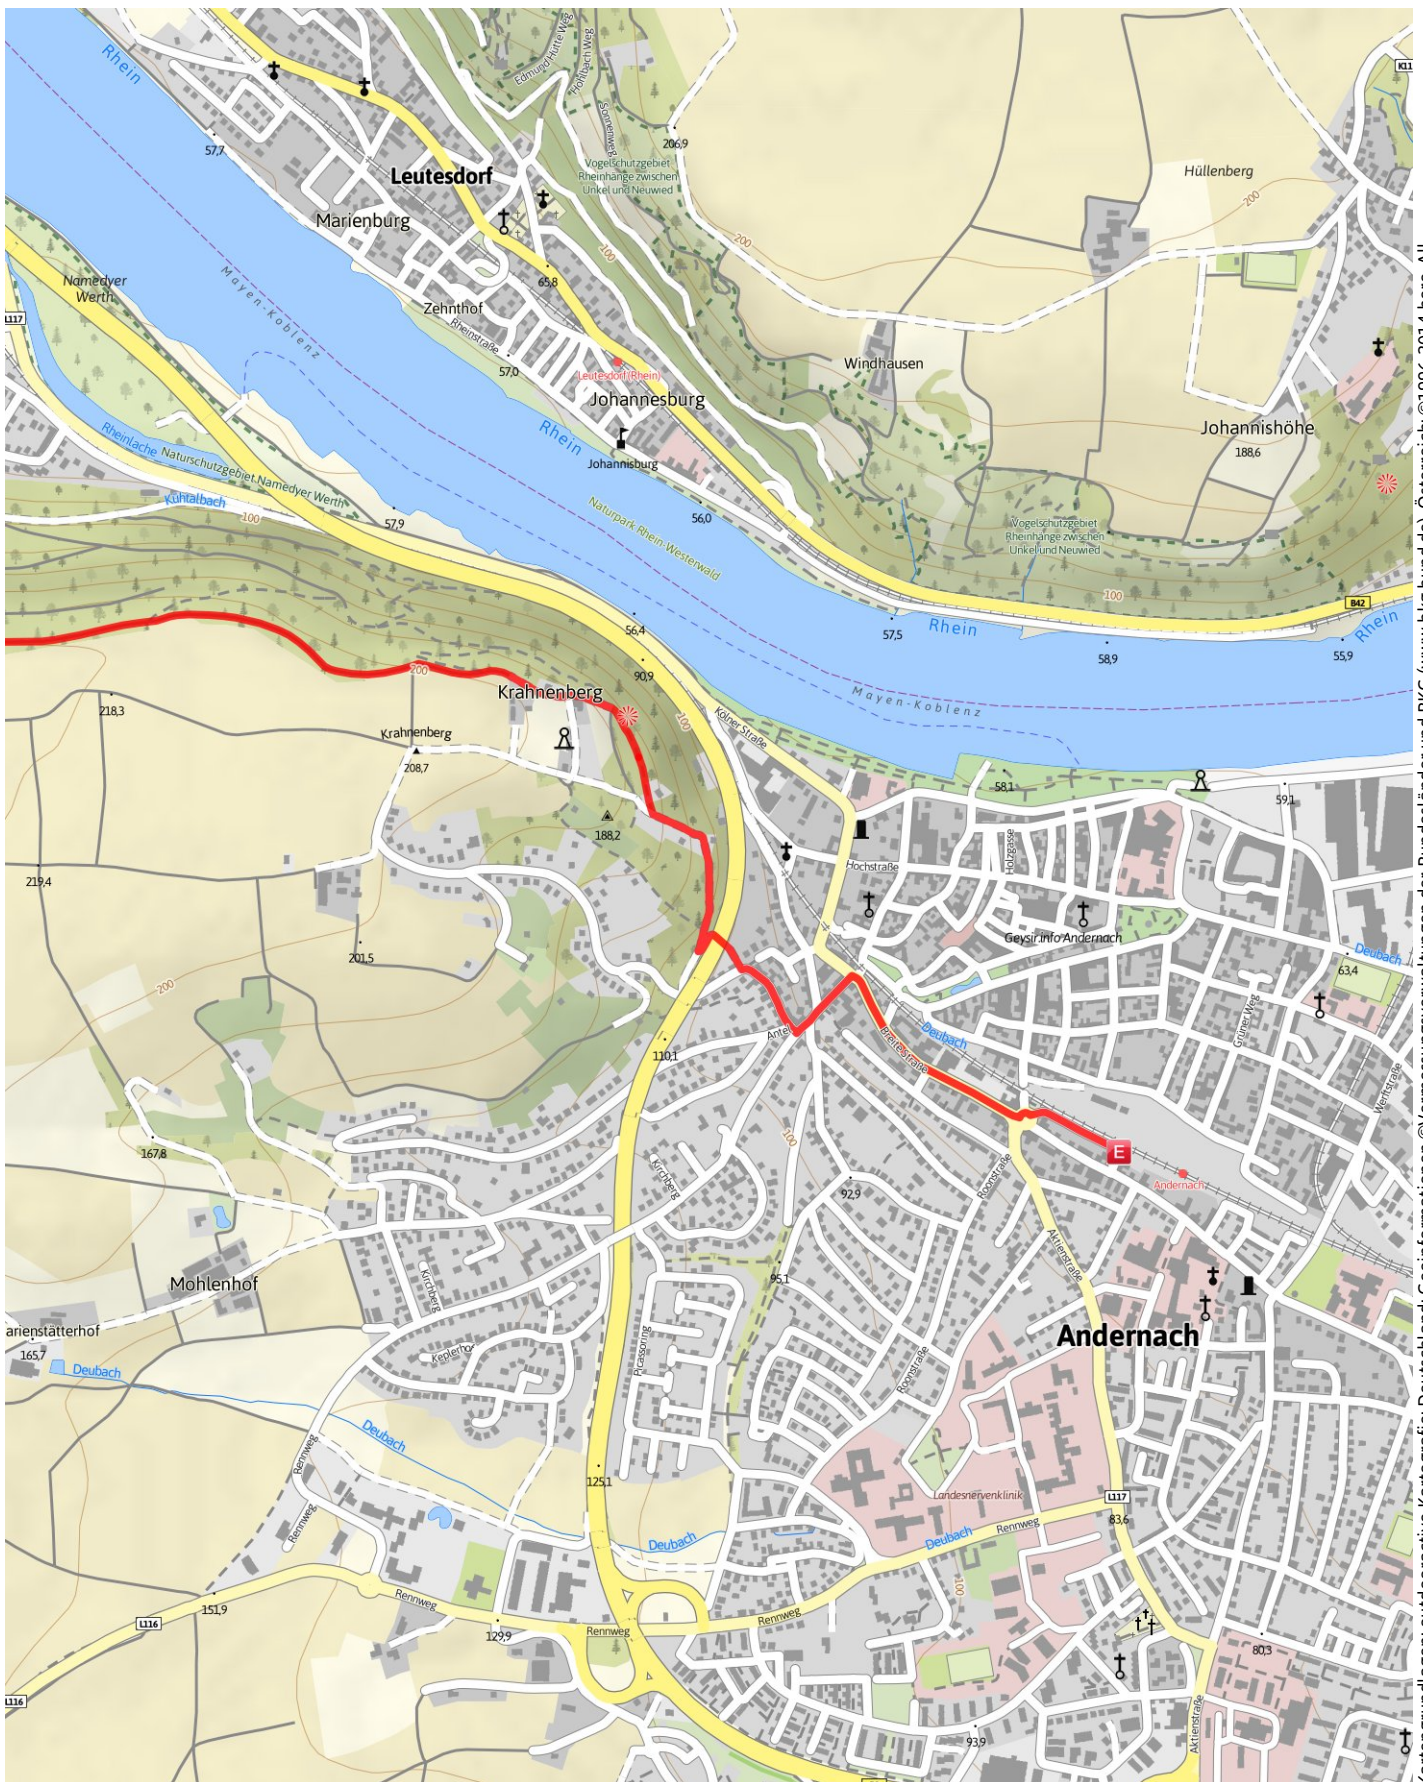 Rhein
Edmund Hütte Weg
Hohlbach Weg
Sonnenweg
K11
57,7
206,9
Leutesdorf
Vogelschutzgebiet
Rheinhänge zwischen
Unkel und Neuwied
Hüllenberg
200
Marienburg
100
200
Namedyer
Werth
65,8
Mayen-Koblenz
Zehnthof
L117
Rheinstraße
57,0
Windhausen
Leutesdorf(Rhein)
Johannesburg
Johannishöhe
188,6
Rhein
Rheinlache
Naturschutzgebiet Namedyer Werth
Johannisburg
Kühltalbach
100
57,9
Naturpark Rhein-Westerwald
56,0
Vogelschutzgebiet
Rheinhänge zwischen
Unkel und Neuwied
100
B42
56,4
57,5
Rhein
Rhein
58,9
55,9
200
90,9
Krahnenberg
218,3
100
Mayen-Koblenz
Kölner Straße
Krahnenberg
208,7
58,1
59,1
188,2
Hochstraße
Holzgasse
219,4
Geysir.info Andernach
Deubach
63,4
201,5
200
Grüner Weg
Deubach
110,1
Breite Straße
Werftstraße
100
167,8
E
Andernach
Kirchberg
92,9
Roonstraße
Aktienstraße
95,1
Mohlenhof
Kirchberg
arienstätterhof
165,7
Andernach
Picassoring
Deubach
Roonstraße
Deubach
Rennweg
125,1
Landesnervenklinik
L117
83,6
Rennweg
Deubach
Rennweg
Deubach
100
Rennweg
151,9
Rennweg
L116
129,9
Rennweg
80,3
L116
93,9
Aktienstraße